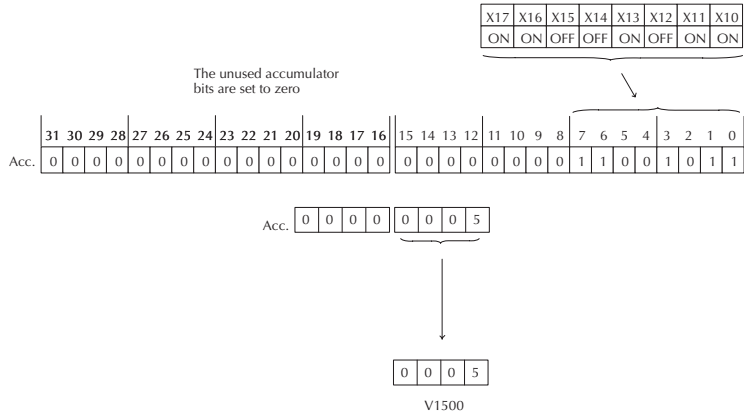 X17 X16 X15 X14 X13 X12 X11 X10
ON ON OFF OFF ON OFF ON ON
The unused accumulator
bits are set to zero
31 30 29 28 27 26 25 24 23 22 21 20 19 18 17 16 15 14 13 12 11 10 9 8 7 6 5 4 3 2 1 0
Acc. 0 0 0 0 0 0 0 0 0 0 0 0 0 0 0 0 0 0 0 0 0 0 0 0 1 1 0 0 1 0 1 1
Acc. 0 0 0 0 0 0 0 5
0 0 0 5
V1500